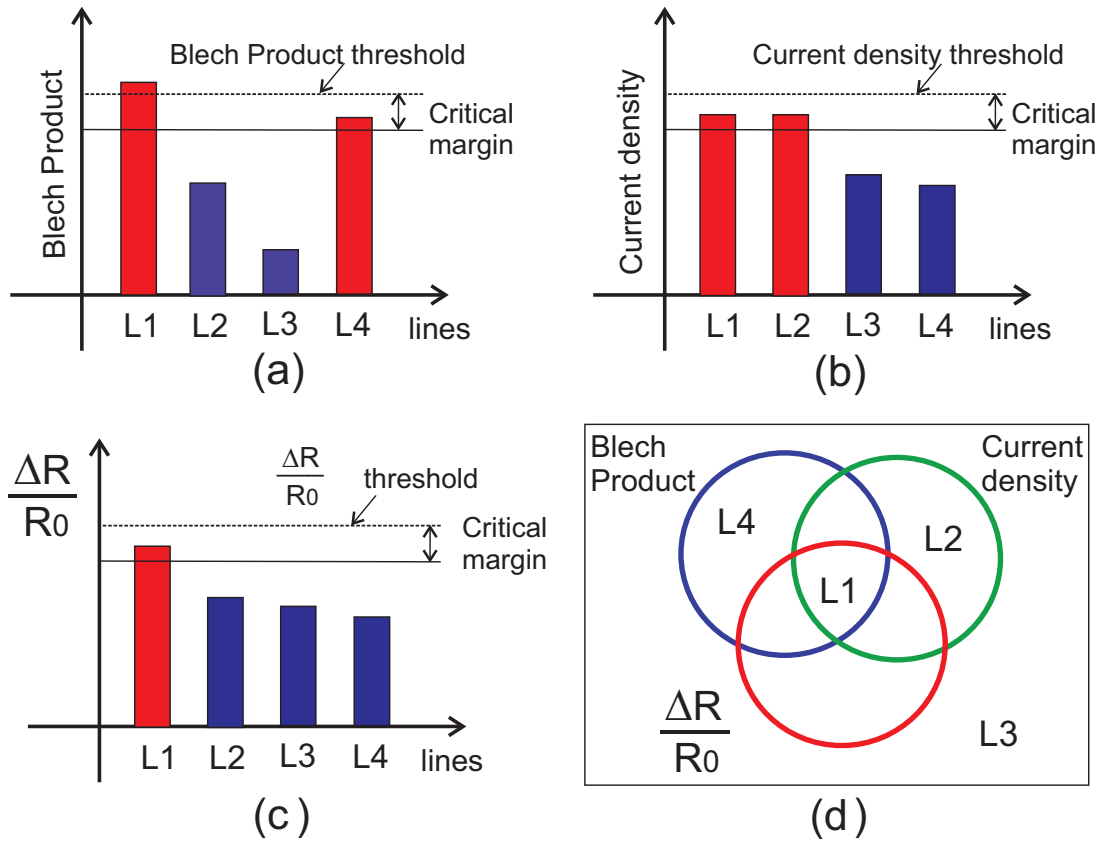 Blech Product threshold
Blech Product
Critical
margin
L1 L2 L3 L4 lines
(a)
Current density threshold
Current density
Critical
margin
L1 L2 L3 L4 lines
(b)
ΔR
R0
ΔR
R0
threshold
Critical
margin
L1 L2 L3 L4 lines
(c)
Blech
Product
Current
density
L4
L2
L1
ΔR
R0
L3
(d)